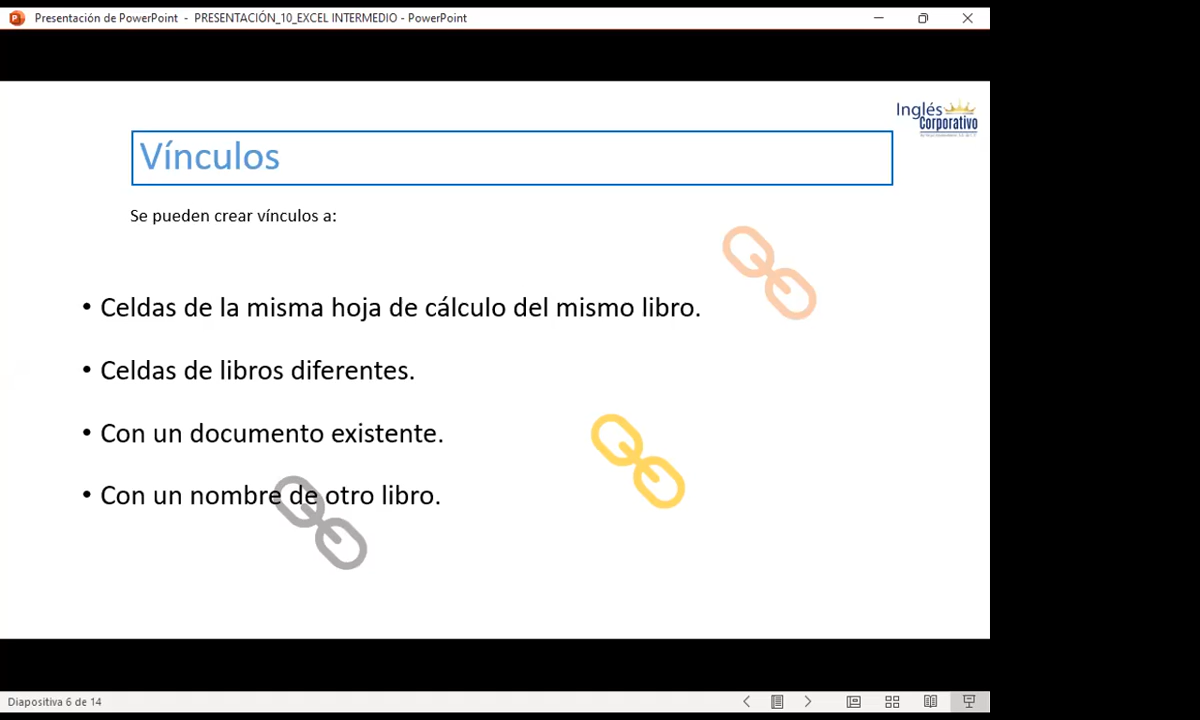 Presentación de PowerPoint - PRESENTACIÓN_10_EXCEL INTERMEDIO - PowerPoint
Inglés
Corporativo
Vínculos
Se pueden crear vínculos a:
• Celdas de la misma hoja de cálculo del mismo libro.
• Celdas de libros diferentes.
• Con un documento existente.
• Con un nombre de otro libro.
Diapositiva 6 de 14